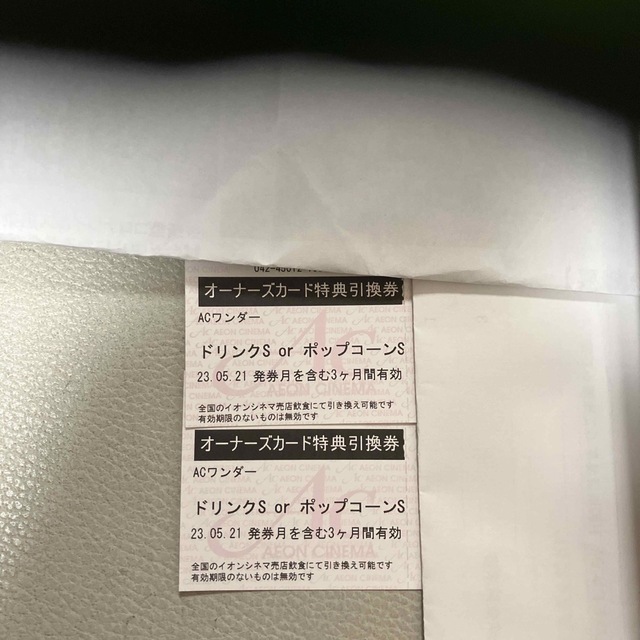 オーナーズカード特典引換券
ACワンダー
ドリンクS or ポップコーンS
23.05.21 発券月を含む3ヶ月間有効
AEON CINEMA
全国のイオンシネマ売店飲食にて引き換え可能です
有効期限のないものは無効です
オーナーズカード特典引換券
ACワンダー
ドリンクS or ポップコーンS
23.05.21 発券月を含む3ヶ月間有効
AEON CINEMA
全国のイオンシネマ売店飲食にて引き換え可能です
有効期限のないものは無効です